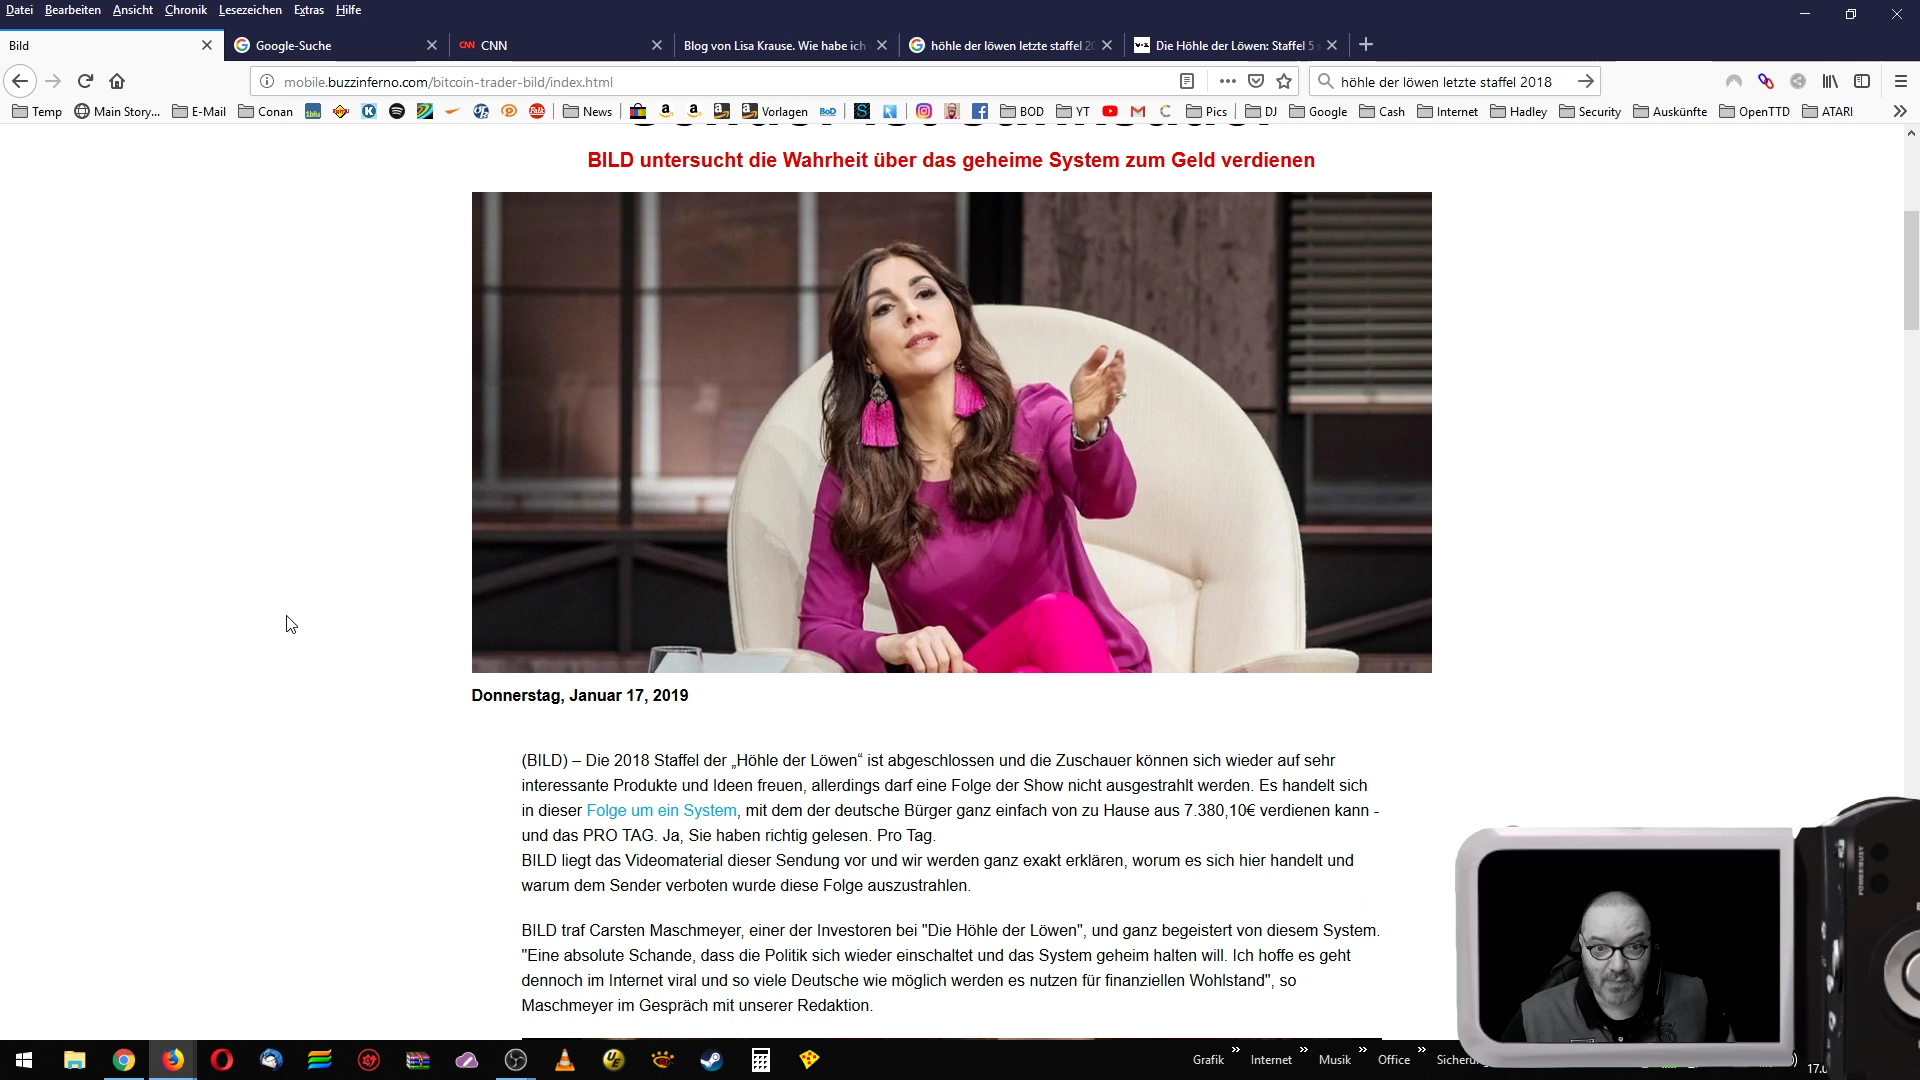 Datei Bearbeiten Ansicht Chronik Lesezeichen Extras Hilfe
Bild
Google-Suche
CNN CNN
Blog von Lisa Krause. Wie habe ich
höhle der löwen letzte staffel 20
Die Höhle der Löwen: Staffel 5
mobile.buzzinferno.com/bitcoin-trader-bild/index.html
höhle der löwen letzte staffel 2018
Temp Main Story... E-Mail Conan 1blu News Vorlagen BoD BOD YT Pics DJ Google Cash Internet Hadley Security Auskünfte OpenTTD ATARI
BILD untersucht die Wahrheit über das geheime System zum Geld verdienen
Donnerstag, Januar 17, 2019
(BILD) – Die 2018 Staffel der „Höhle der Löwen“ ist abgeschlossen und die Zuschauer können sich wieder auf sehr
interessante Produkte und Ideen freuen, allerdings darf eine Folge der Show nicht ausgestrahlt werden. Es handelt sich
in dieser Folge um ein System, mit dem der deutsche Bürger ganz einfach von zu Hause aus 7.380,10€ verdienen kann -
und das PRO TAG. Ja, Sie haben richtig gelesen. Pro Tag.
BILD liegt das Videomaterial dieser Sendung vor und wir werden ganz exakt erklären, worum es sich hier handelt und
warum dem Sender verboten wurde diese Folge auszustrahlen.
BILD traf Carsten Maschmeyer, einer der Investoren bei "Die Höhle der Löwen", und ganz begeistert von diesem System.
"Eine absolute Schande, dass die Politik sich wieder einschaltet und das System geheim halten will. Ich hoffe es geht
dennoch im Internet viral und so viele Deutsche wie möglich werden es nutzen für finanziellen Wohlstand", so
Maschmeyer im Gespräch mit unserer Redaktion.
Grafik Internet Musik Office